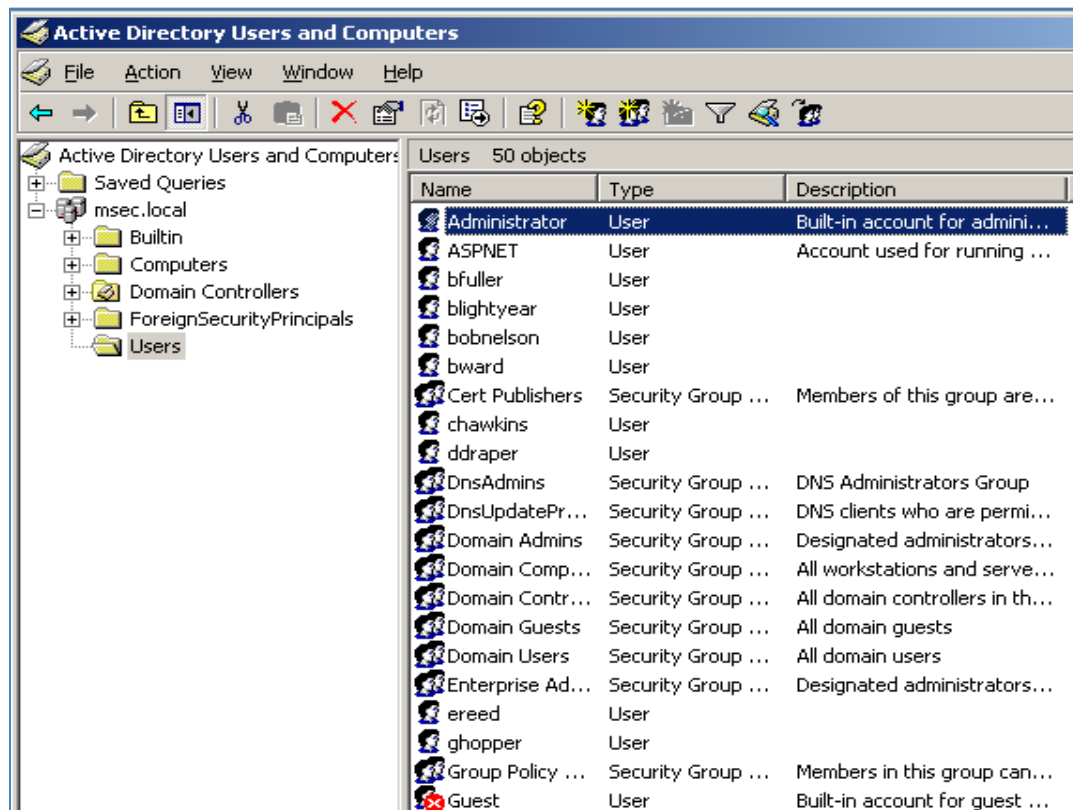 Active Directory Users and Computers
File Action View Window Help
Active Directory Users and Computers
Saved Queries
msec.local
Builtin
Computers
Domain Controllers
ForeignSecurityPrincipals
Users
Users 50 objects
Name Type Description
Administrator User Built-in account for admini...
ASPNET User Account used for running ...
bfuller User
blightyear User
bobnelson User
bward User
Cert Publishers Security Group ... Members of this group are...
chawkins User
ddraper User
DnsAdmins Security Group ... DNS Administrators Group
DnsUpdatePr... Security Group ... DNS clients who are permi...
Domain Admins Security Group ... Designated administrators...
Domain Comp... Security Group ... All workstations and serve...
Domain Contr... Security Group ... All domain controllers in th...
Domain Guests Security Group ... All domain guests
Domain Users Security Group ... All domain users
Enterprise Ad... Security Group ... Designated administrators...
ereed User
ghopper User
Group Policy ... Security Group ... Members in this group can...
Guest User Built-in account for guest ...